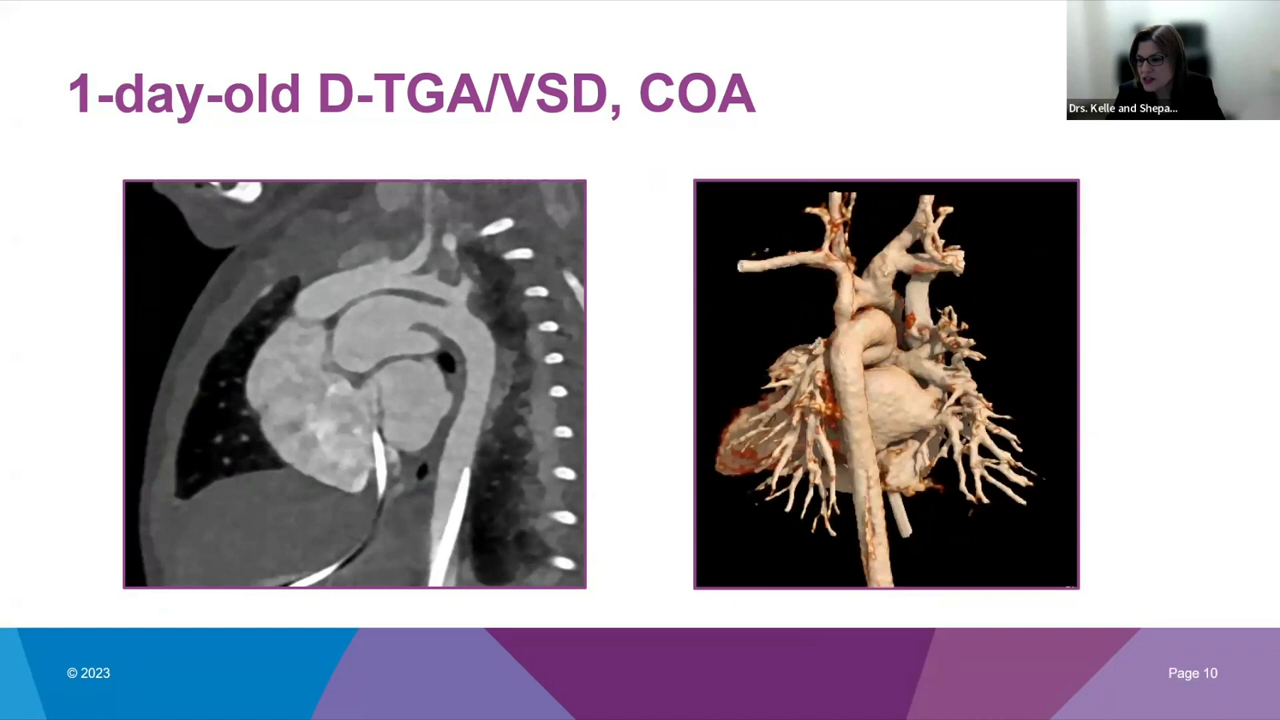 1-day-old D-TGA/VSD, COA
Drs. Kelle and Shepa...
© 2023
Page 10